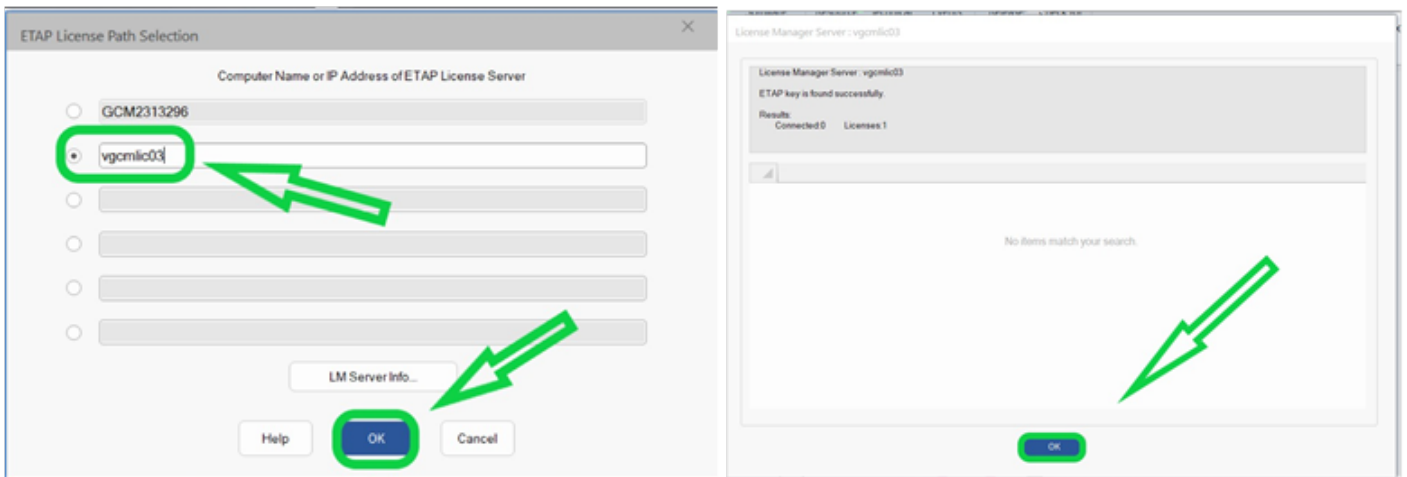 ETAP License Path Selection
Computer Name or IP Address of ETAP License Server
GCM2313296
vgcmlic03
LM Server Info...
Help
OK
Cancel
License Manager Server : vgcmlic03
License Manager Server : vgcmlic03
ETAP key is found successfully.
Results:
Connected:0 Licenses:1
No items match your search.
OK